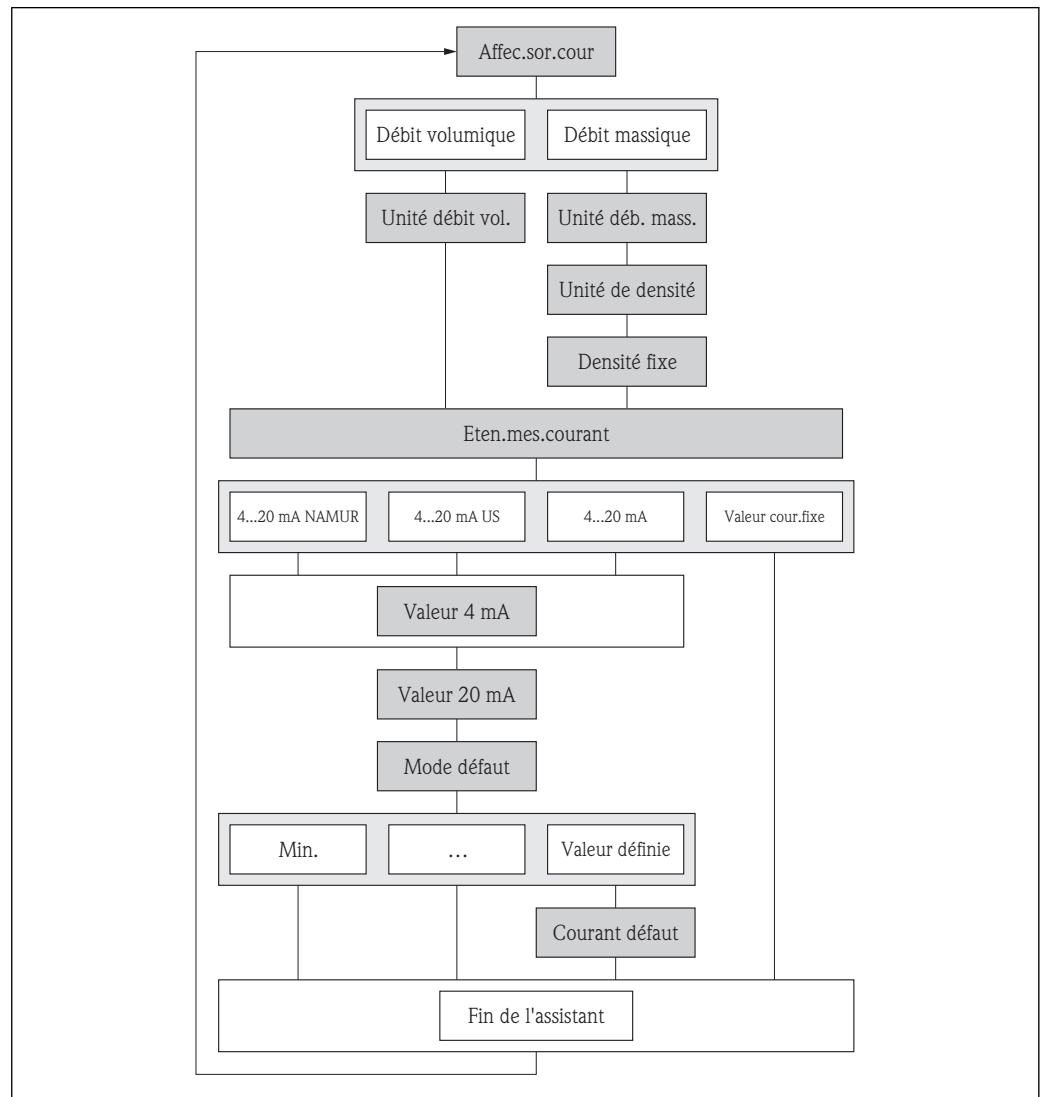 Affec.sor.cour
Débit volumique
Débit massique
Unité débit vol.
Unité déb. mass.
Unité de densité
Densité fixe
Eten.mes.courant
4...20 mA NAMUR
4...20 mA US
4...20 mA
Valeur cour.fixe
Valeur 4 mA
Valeur 20 mA
Mode défaut
Min.
...
Valeur définie
Courant défaut
Fin de l'assistant